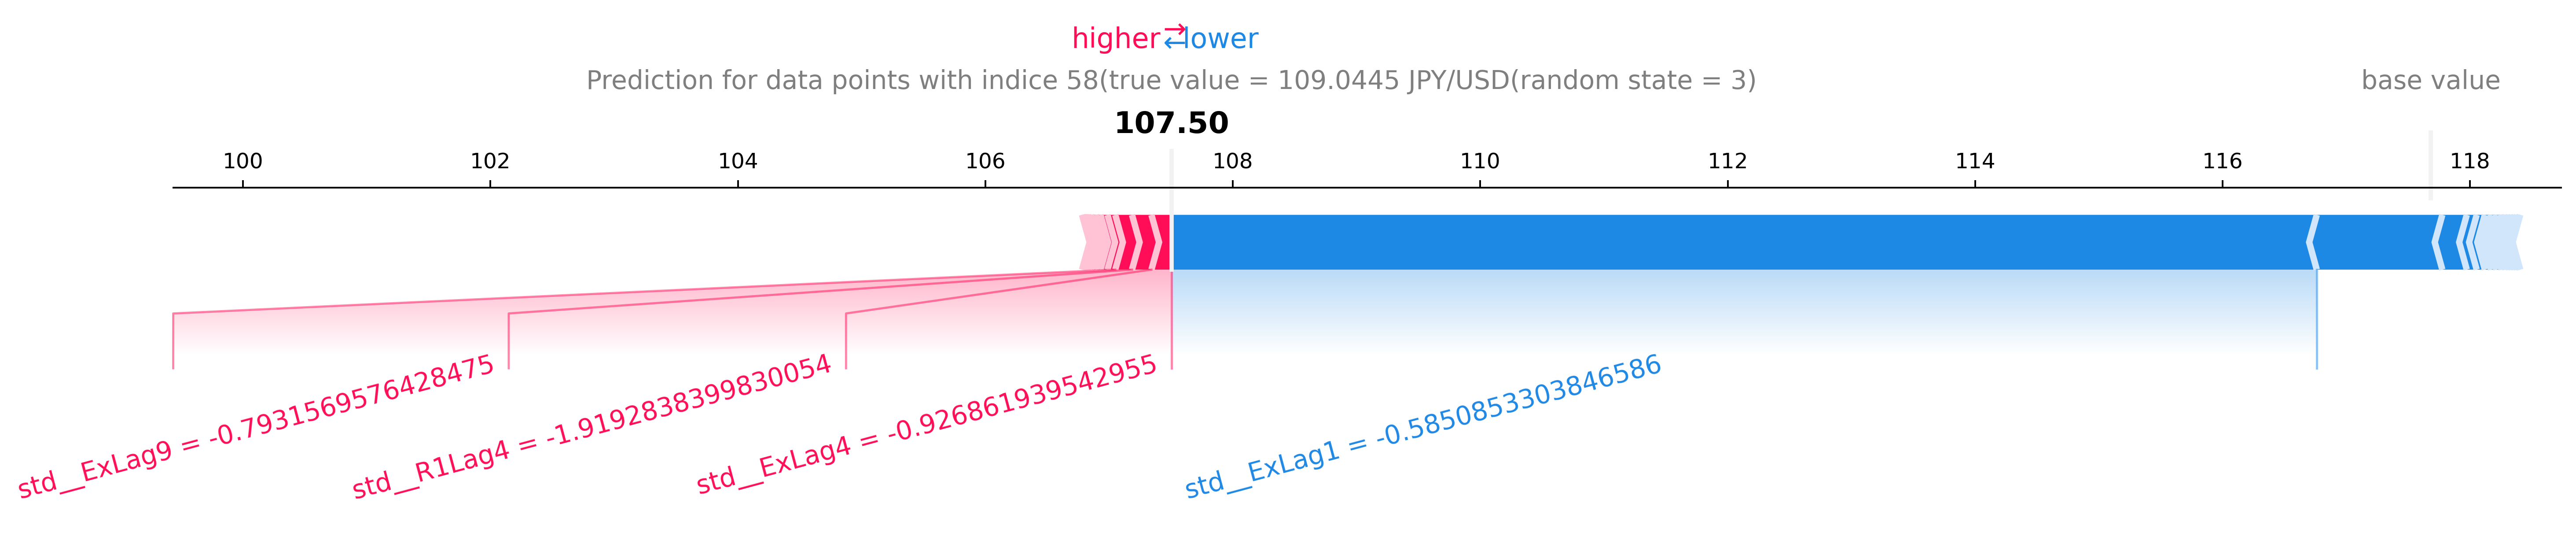 higher ⇄ lower
Prediction for data points with indice 58(true value = 109.0445 JPY/USD(random state = 3)
base value
107.50
100 102 104 106 108 110 112 114 116 118
std__ExLag9 = -0.7931569576428475
std__R1Lag4 = -1.9192838399830054
std__ExLag4 = -0.926861939542955
std__ExLag1 = -0.5850853303846586